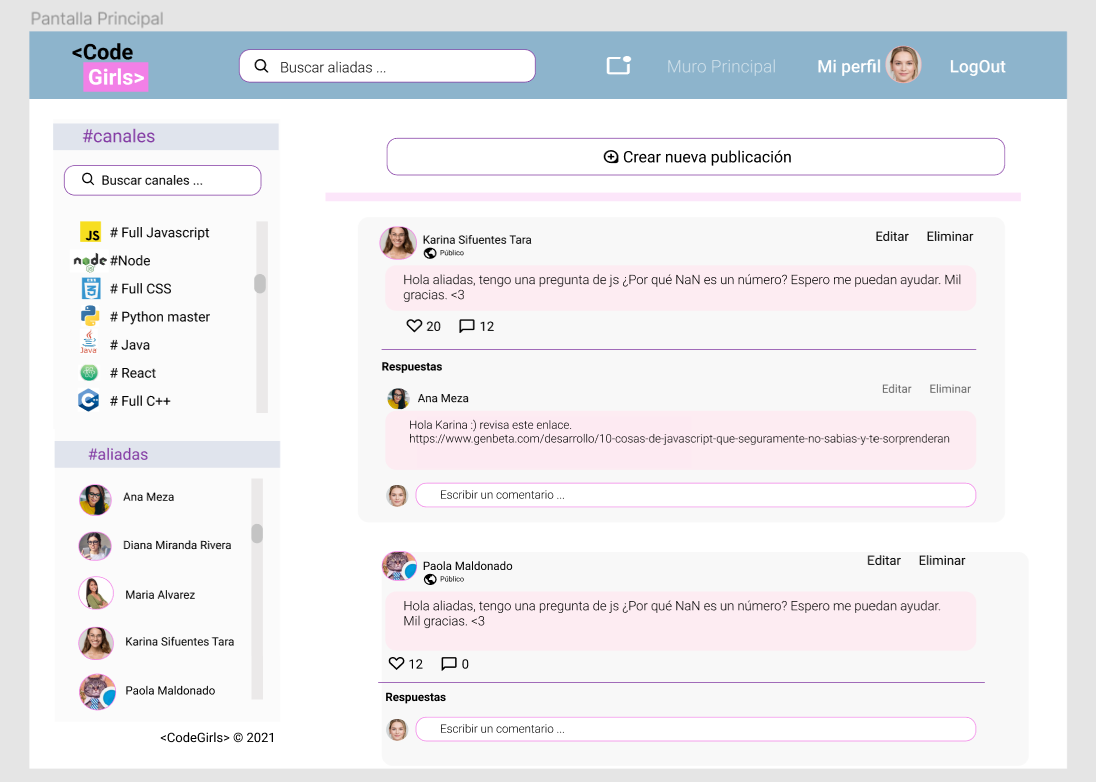 Pantalla Principal
<Code
Girls>
Buscar aliadas ...
Muro Principal
Mi perfil
LogOut
#canales
Buscar canales ...
JS # Full Javascript
node #Node
JS
3 # Full CSS
# Python master
Java # Java
# React
# Full C++
#aliadas
Ana Meza
Diana Miranda Rivera
Maria Alvarez
Karina Sifuentes Tara
Paola Maldonado
<CodeGirls> © 2021
Crear nueva publicación
Karina Sifuentes Tara
Público
Editar Eliminar
Hola aliadas, tengo una pregunta de js ¿Por qué NaN es un número? Espero me puedan ayudar. Mil
gracias. <3
20 12
Respuestas
Ana Meza
Editar Eliminar
Hola Karina :) revisa este enlace.
https://www.genbeta.com/desarrollo/10-cosas-de-javascript-que-seguramente-no-sabias-y-te-sorprenderan
Escribir un comentario ...
Paola Maldonado
Público
Editar Eliminar
Hola aliadas, tengo una pregunta de js ¿Por qué NaN es un número? Espero me puedan ayudar.
Mil gracias. <3
12 0
Respuestas
Escribir un comentario ...